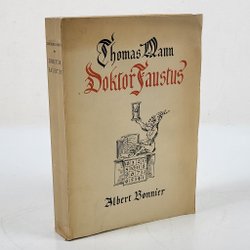 Thomas Mann
Doktor Faustus
Albert Bonnier